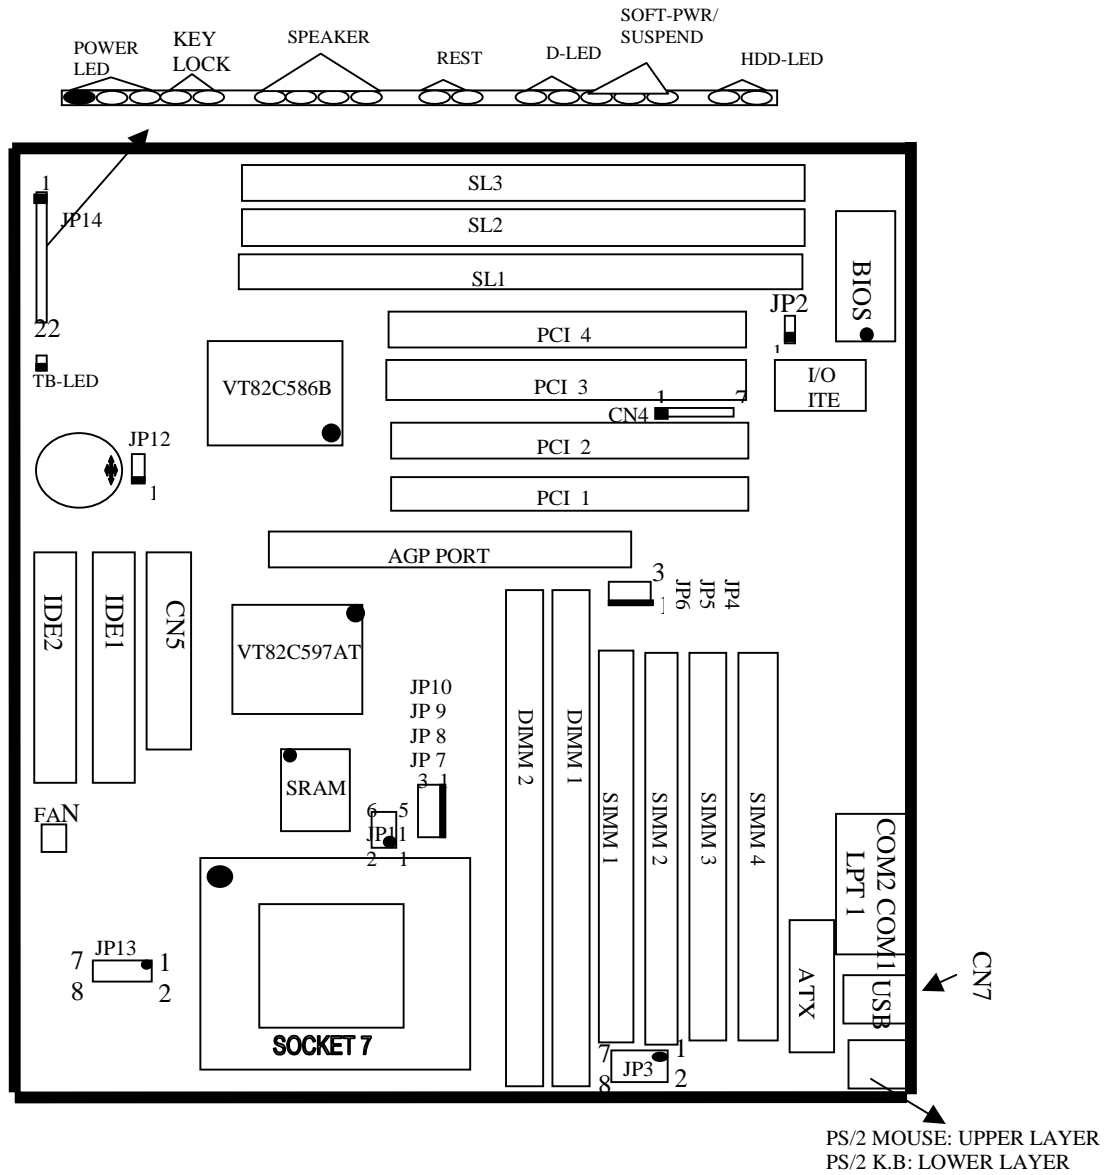 SOFT-PWR/
SUSPEND
POWER
LED
KEY
LOCK
SPEAKER
REST
D-LED
HDD-LED
1
JP14
22
TB-LED
SL3
SL2
SL1
BIOS
JP2
1
PCI 4
PCI 3
I/O
ITE
VT82C586B
CN4
1
7
PCI 2
PCI 1
JP12
1
AGP PORT
3
1
JP6
JP5
JP4
IDE2
IDE1
CN5
VT82C597AT
JP10
JP 9
JP 8
JP 7
3 1
DIMM 2
DIMM 1
SIMM 1
SIMM 2
SIMM 3
SIMM 4
SRAM
6 5
JP11
2 1
FAN
COM2 COM1
LPT 1
USB
CN7
ATX
JP13
7 1
8 2
SOCKET 7
7 1
JP3
8 2
PS/2 MOUSE: UPPER LAYER
PS/2 K.B: LOWER LAYER